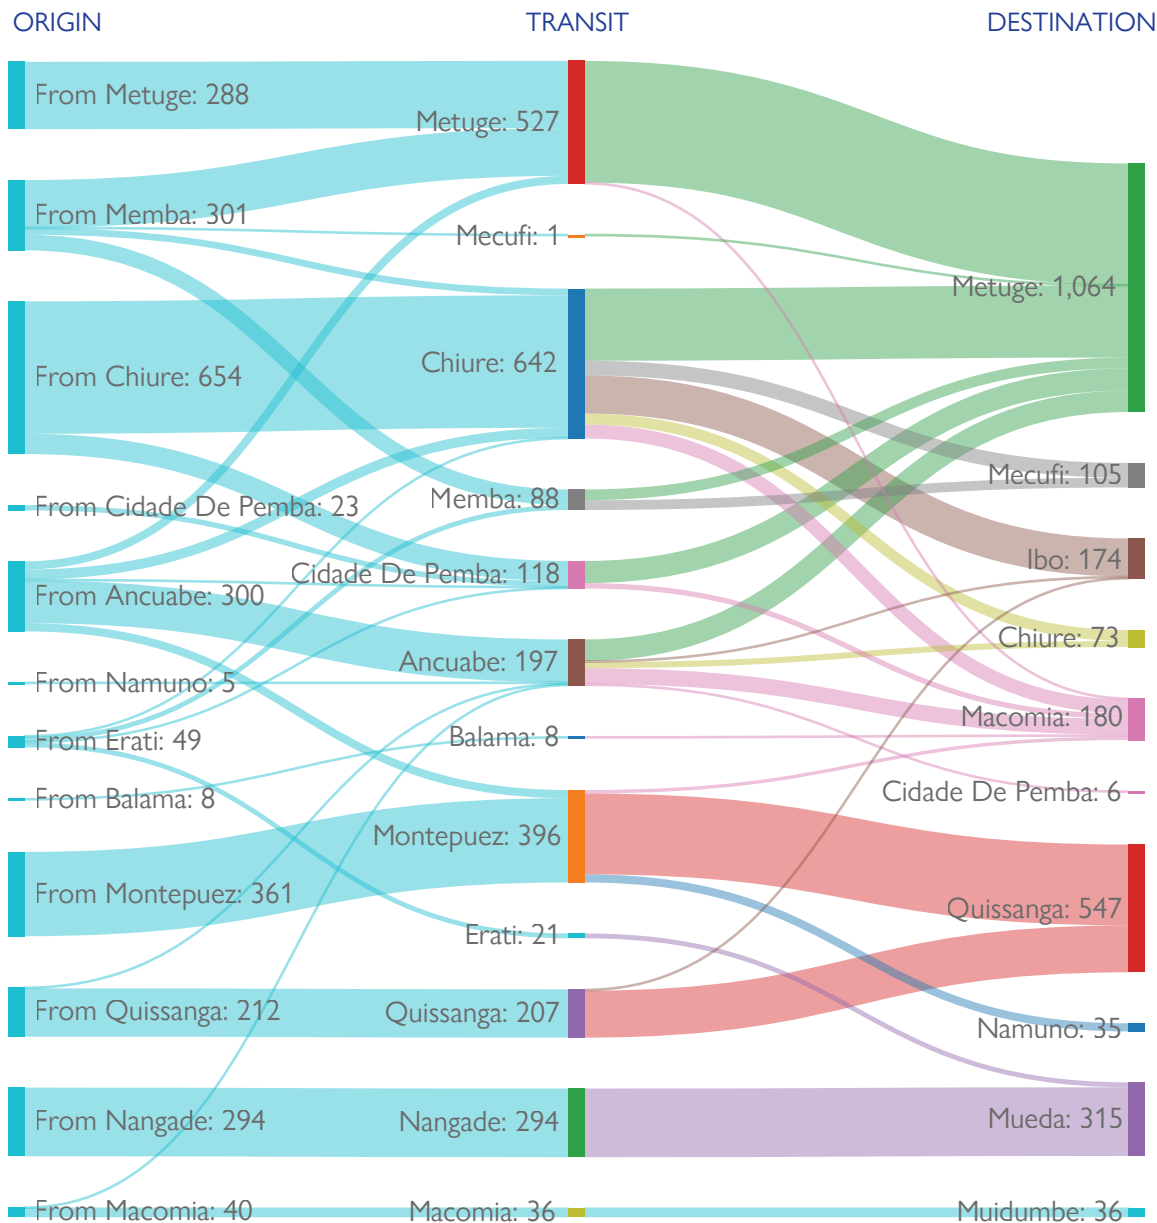 ORIGIN TRANSIT DESTINATION
From Metuge: 288
Metuge: 527
From Memba: 301
Mecufi: 1
Metuge: 1,064
Chiure: 642
From Chiure: 654
Mecufi: 105
Memba: 88
From Cidade De Pemba: 23
Ibo: 174
Cidade De Pemba: 118
From Ancuabe: 300
Chiure: 73
Ancuabe: 197
From Namuno: 5
Macomia: 180
Balama: 8
From Erati: 49
Cidade De Pemba: 6
From Balama: 8
Montepuez: 396
From Montepuez: 361
Quissanga: 547
Erati: 21
From Quissanga: 212
Quissanga: 207
Namuno: 35
Mueda: 315
From Nangade: 294
Nangade: 294
From Macomia: 40
Macomia: 36
Muidumbe: 36